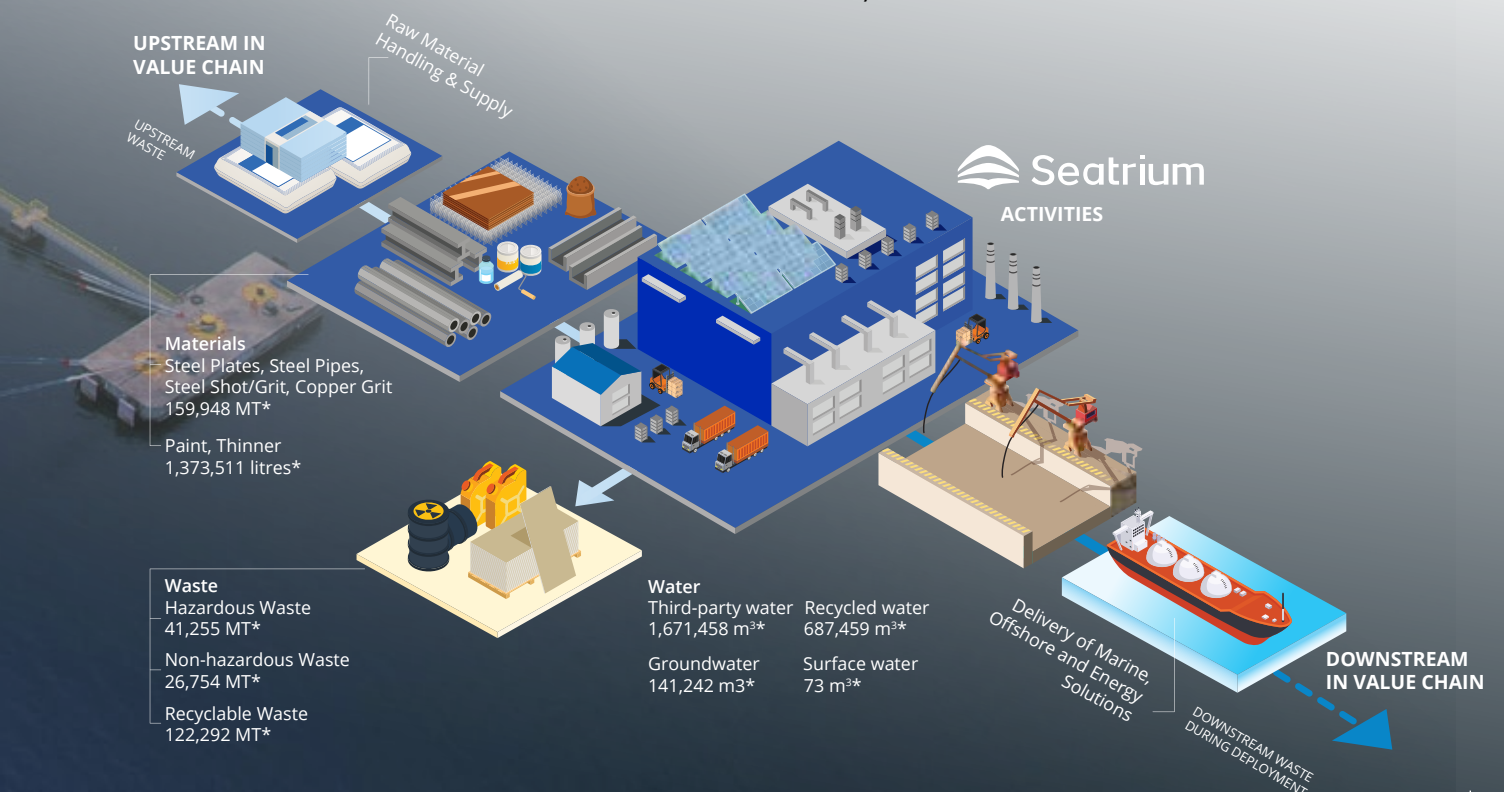 UPSTREAM IN
VALUE CHAIN
Raw Material
Handling & Supply
UPSTREAM
WASTE
Seatrium
ACTIVITIES
Materials
Steel Plates, Steel Pipes,
Steel Shot/Grit, Copper Grit
159,948 MT*
Paint, Thinner
1,373,511 litres*
Waste
Hazardous Waste
41,255 MT*
Non-hazardous Waste
26,754 MT*
Recyclable Waste
122,292 MT*
Water
Third-party water
1,671,458 m³*
Recycled water
687,459 m³*
Groundwater
141,242 m3*
Surface water
73 m³*
Delivery of Marine,
Offshore and Energy
Solutions
DOWNSTREAM
IN VALUE CHAIN
DOWNSTREAM WASTE
DURING DEPLOYMENT